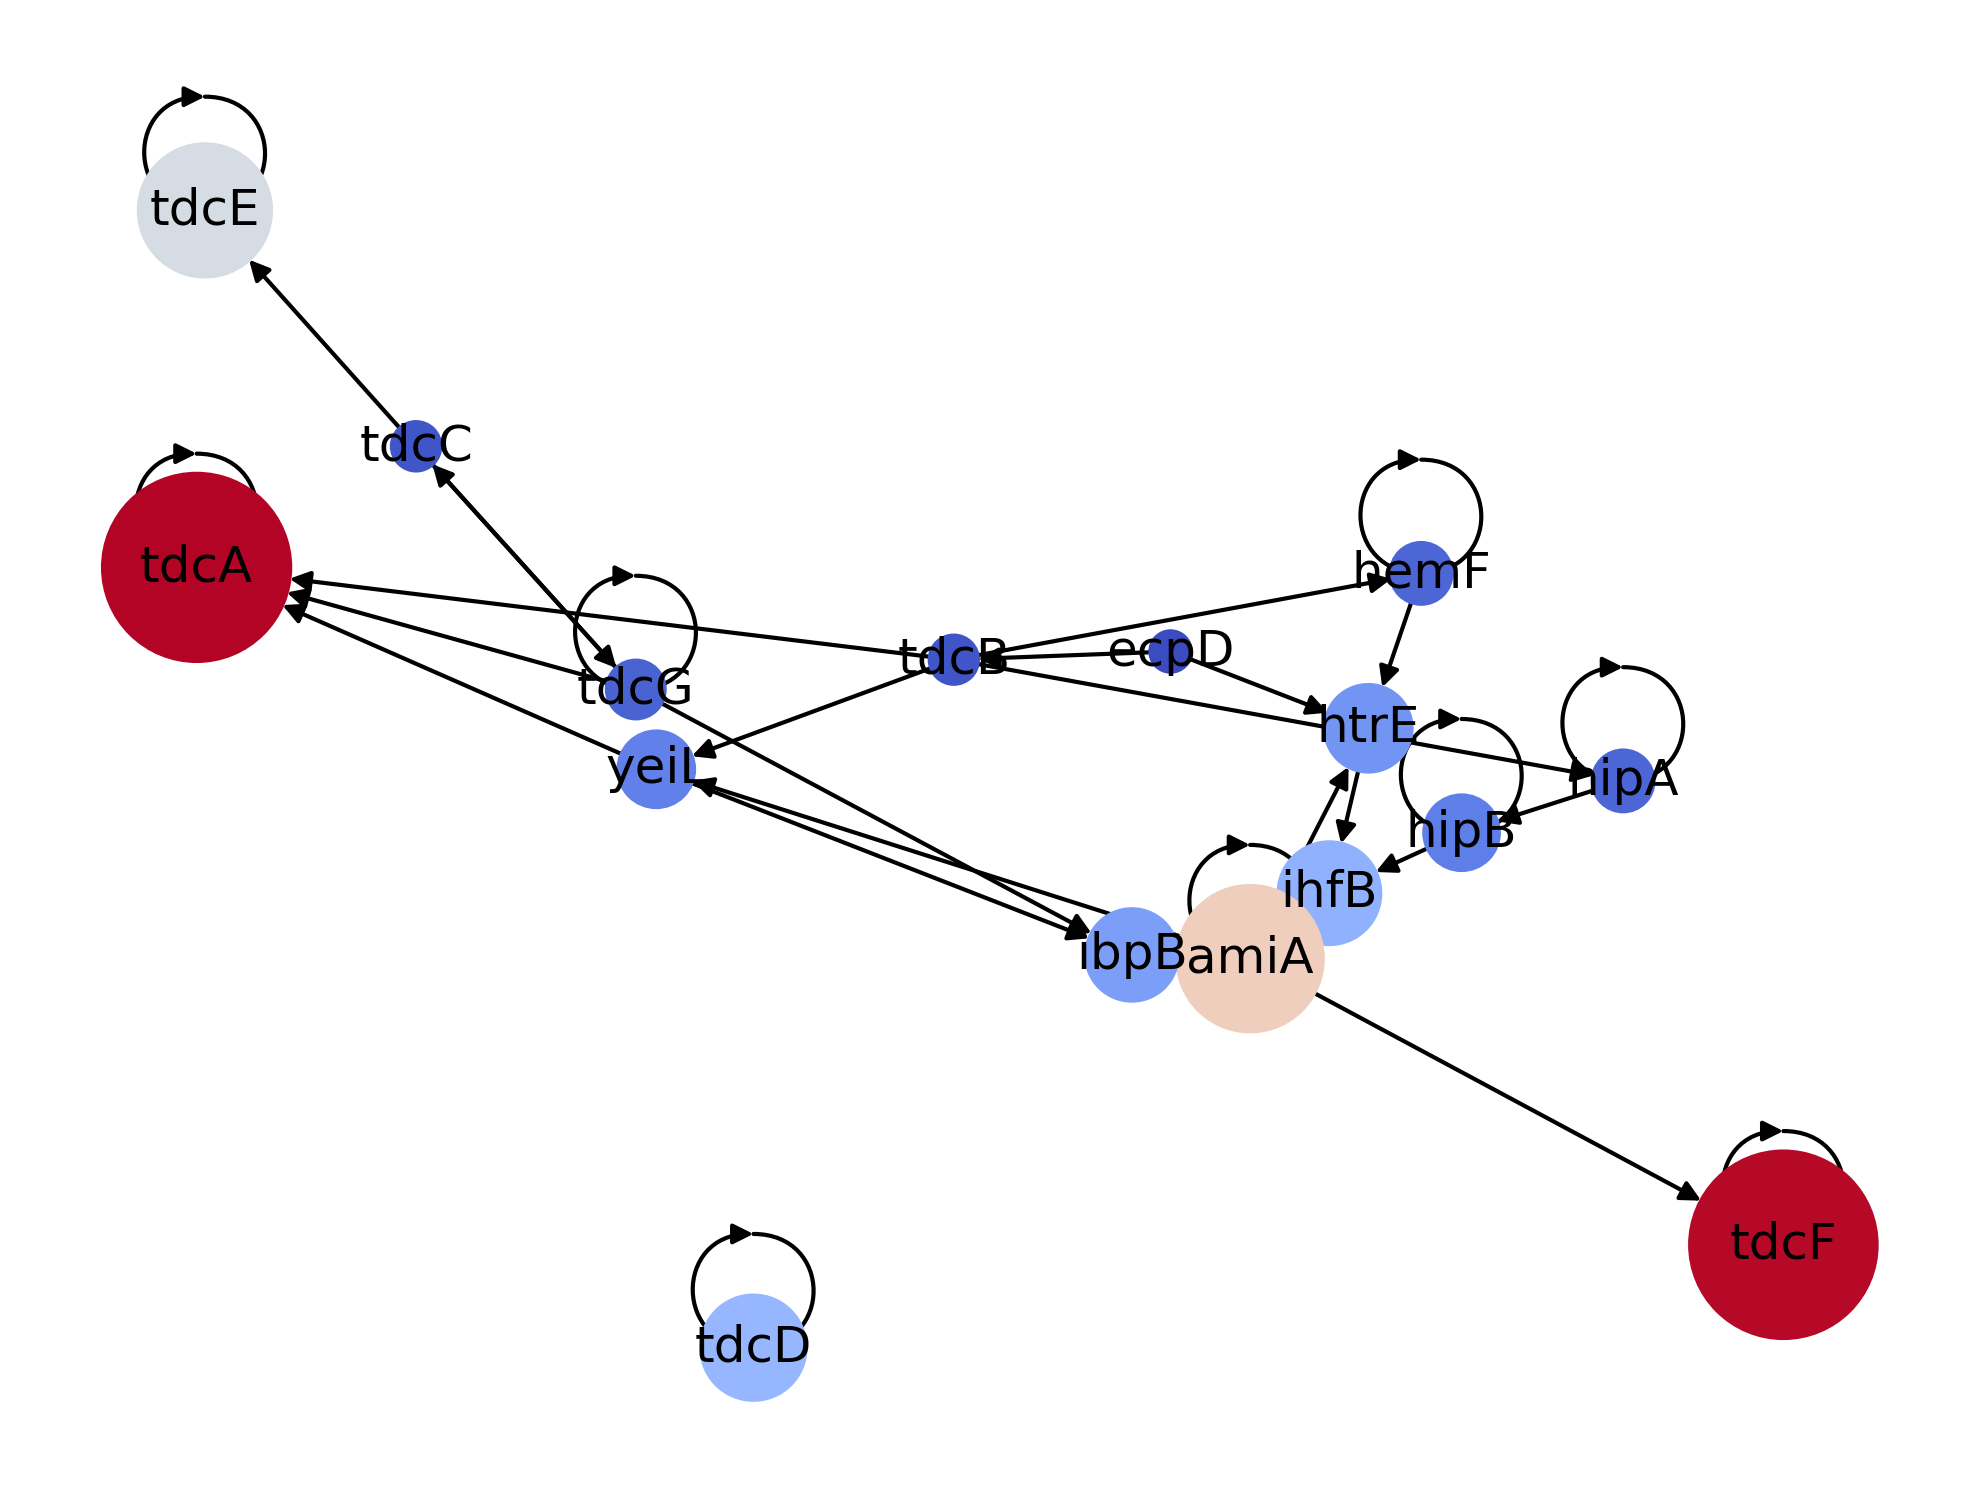 tdcE
tdcC
tdcA
hemF
tdcB
ecpD
tdcG
htrE
yeiL
hipA
hipB
ihfB
ibpB
amiA
tdcF
tdcD